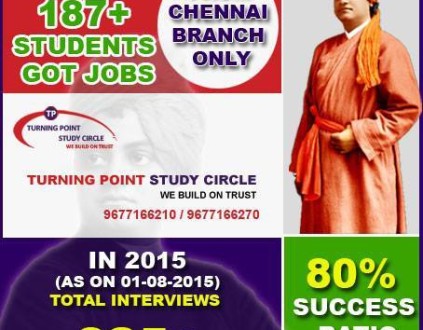 187+
STUDENTS
GOT JOBS
CHENNAI
BRANCH
ONLY
TP
TURNING POINT
STUDY CIRCLE
WE BUILD ON TRUST
TURNING POINT STUDY CIRCLE
WE BUILD ON TRUST
9677166210 / 9677166270
IN 2015
(AS ON 01-08-2015)
TOTAL INTERVIEWS
80%
SUCCESS
RATIO